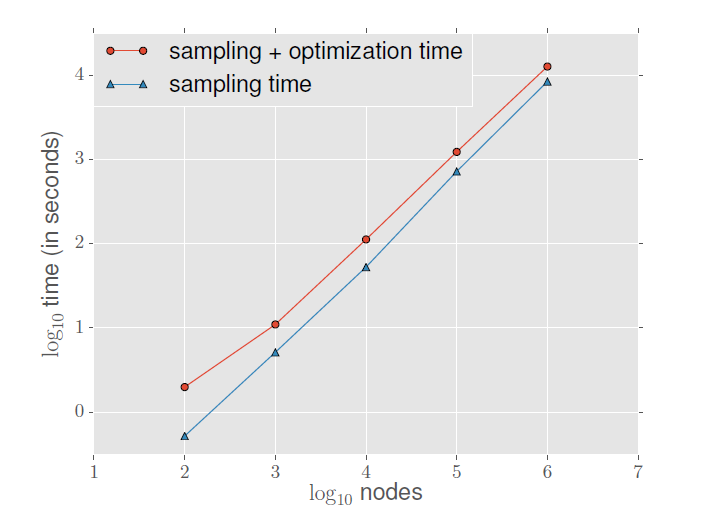 sampling + optimization time
sampling time
4
3
2
1
0
log10 time (in seconds)
1 2 3 4 5 6 7
log10 nodes